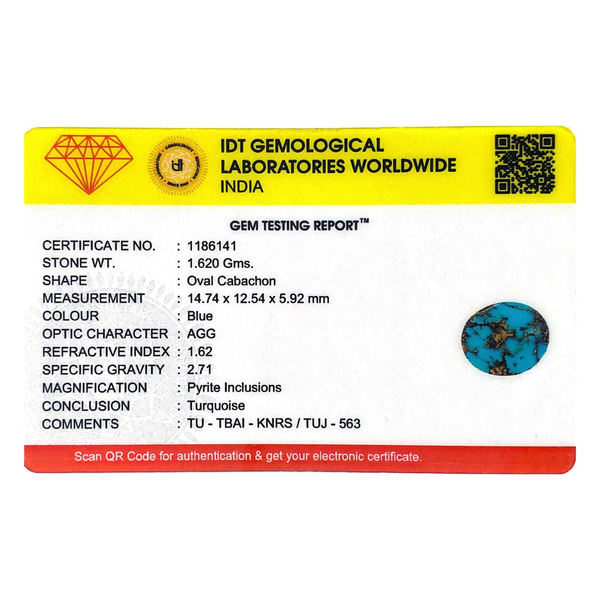 IDT GEMOLOGICAL
LABORATORIES WORLDWIDE
INDIA
GEM TESTING REPORT™
CERTIFICATE NO. : 1186141
STONE WT. : 1.620 Gms.
SHAPE : Oval Cabachon
MEASUREMENT : 14.74 x 12.54 x 5.92 mm
COLOUR : Blue
OPTIC CHARACTER : AGG
REFRACTIVE INDEX : 1.62
SPECIFIC GRAVITY : 2.71
MAGNIFICATION : Pyrite Inclusions
CONCLUSION : Turquoise
COMMENTS : TU - TBAI - KNRS / TUJ - 563
Scan QR Code for authentication & get your electronic certificate.